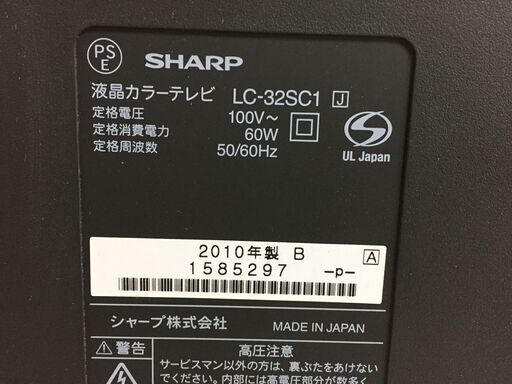 PS
E
SHARP
液晶カラーテレビ LC-32SC1 J
定格電圧 100V～
定格消費電力 60W
定格周波数 50/60Hz
S
UL Japan
2010年製 B
A
1585297 -p-
シャープ株式会社 MADE IN JAPAN
⚠警告 高圧注意
サービスマン以外の方は、裏ぶたをあけない
でください。内部には高電圧部分が数多く